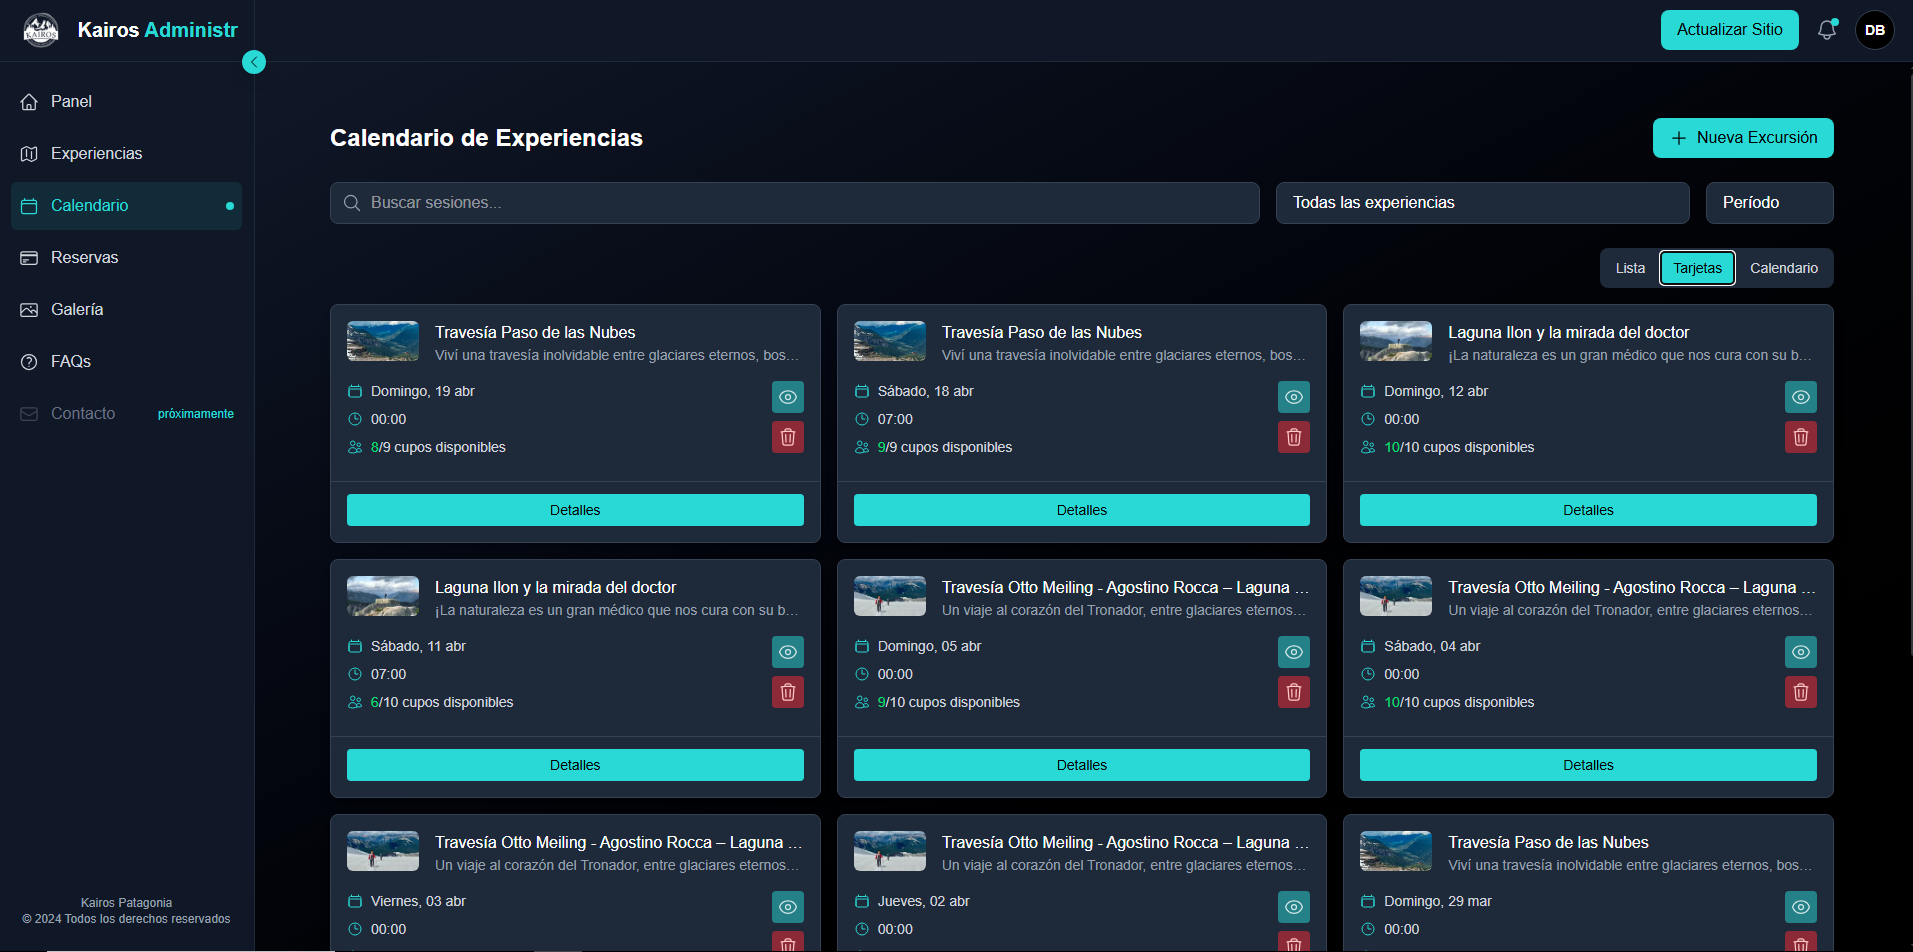 KAIROS
Kairos Administr
Actualizar Sitio
DB
Panel
Experiencias
Calendario
Reservas
Galería
FAQs
Contacto
próximamente
Kairos Patagonia
© 2024 Todos los derechos reservados
Calendario de Experiencias
Nueva Excursión
Buscar sesiones...
Todas las experiencias
Período
Lista
Tarjetas
Calendario
Travesía Paso de las Nubes
Viví una travesía inolvidable entre glaciares eternos, bos...
Domingo, 19 abr
00:00
8/9 cupos disponibles
Detalles
Travesía Paso de las Nubes
Viví una travesía inolvidable entre glaciares eternos, bos...
Sábado, 18 abr
07:00
9/9 cupos disponibles
Detalles
Laguna Ilon y la mirada del doctor
¡La naturaleza es un gran médico que nos cura con su b...
Domingo, 12 abr
00:00
10/10 cupos disponibles
Detalles
Laguna Ilon y la mirada del doctor
¡La naturaleza es un gran médico que nos cura con su b...
Sábado, 11 abr
07:00
6/10 cupos disponibles
Detalles
Travesía Otto Meiling - Agostino Rocca – Laguna ...
Un viaje al corazón del Tronador, entre glaciares eternos...
Domingo, 05 abr
00:00
9/10 cupos disponibles
Detalles
Travesía Otto Meiling - Agostino Rocca – Laguna ...
Un viaje al corazón del Tronador, entre glaciares eternos...
Sábado, 04 abr
00:00
10/10 cupos disponibles
Detalles
Travesía Otto Meiling - Agostino Rocca – Laguna ...
Un viaje al corazón del Tronador, entre glaciares eternos...
Viernes, 03 abr
00:00
Travesía Otto Meiling - Agostino Rocca – Laguna ...
Un viaje al corazón del Tronador, entre glaciares eternos...
Jueves, 02 abr
00:00
Travesía Paso de las Nubes
Viví una travesía inolvidable entre glaciares eternos, bos...
Domingo, 29 mar
00:00